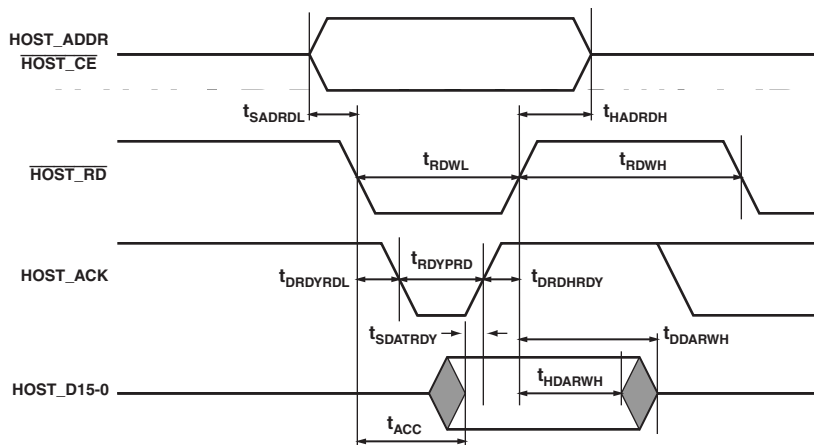 HOST_ADDR
HOST_CE
tSADRDL
tHADRDH
HOST_RD
tRDWL
tRDWH
HOST_ACK
tDRDYRDL
tRDYPRD
tDRDHRDY
tSDATRDY
tDDARWH
HOST_D15-0
tHDARWH
tACC